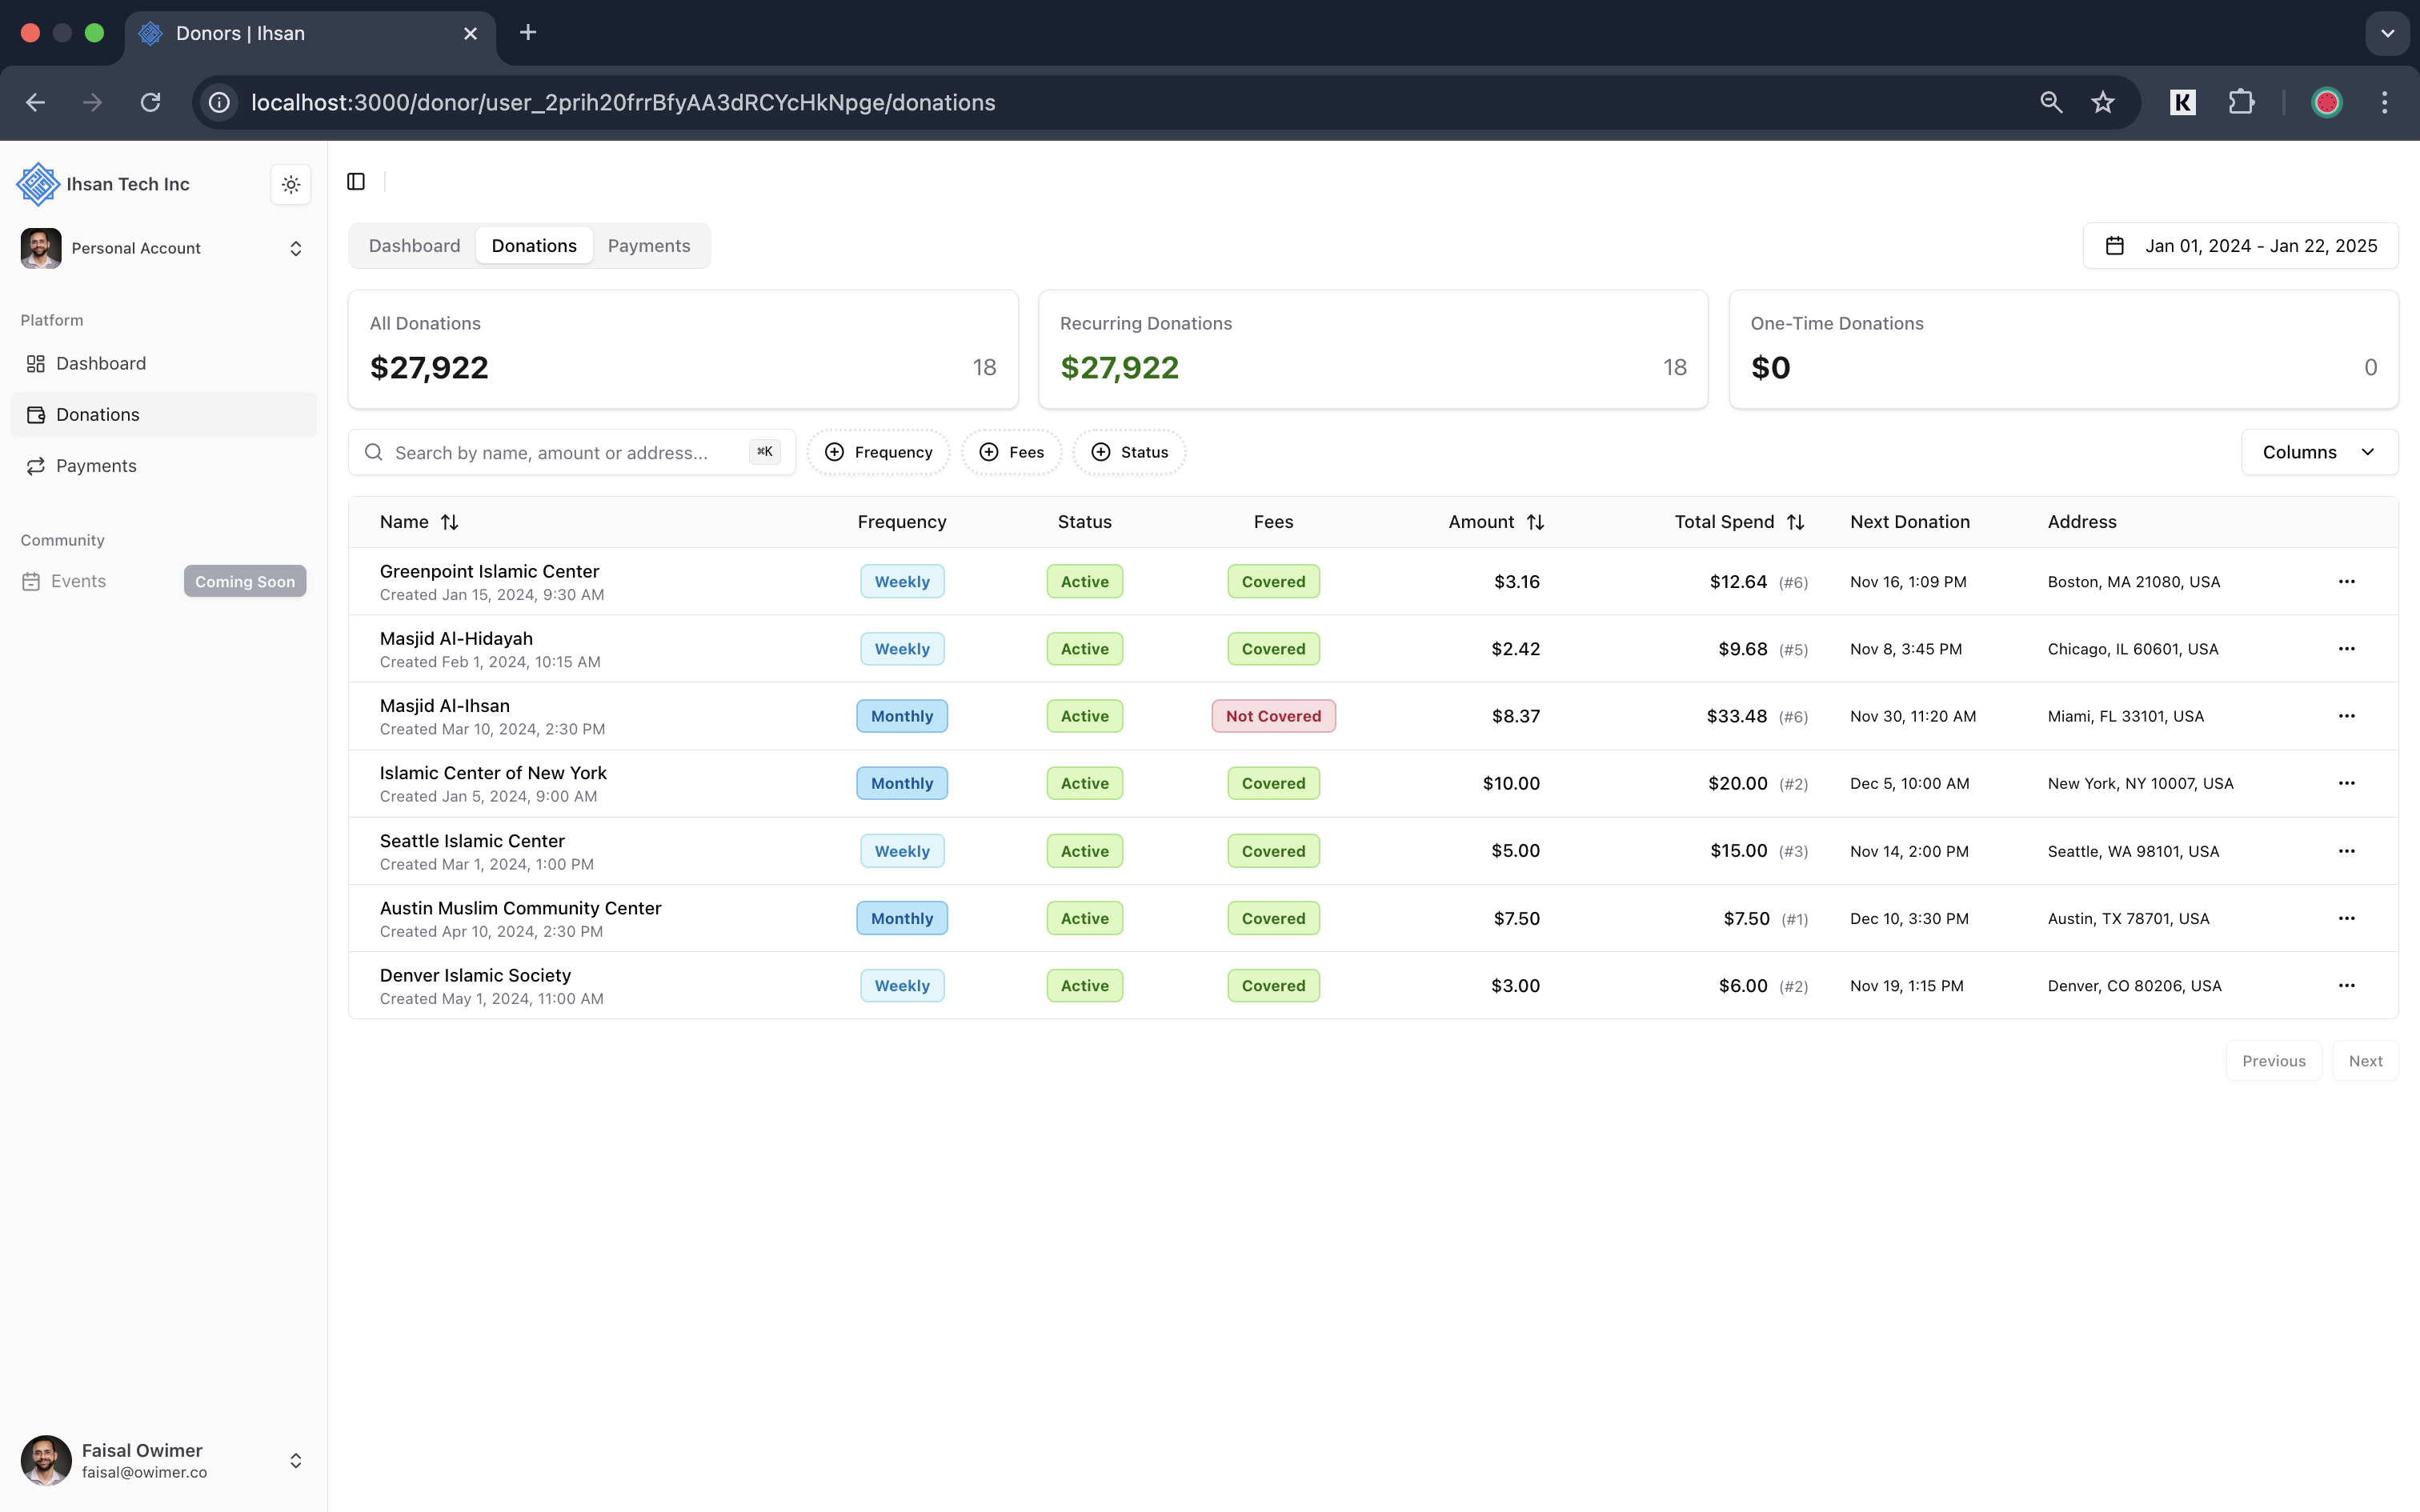 Donors | Ihsan
localhost:3000/donor/user_2prih20frrBfyAA3dRCYcHkNpge/donations
K
Ihsan Tech Inc
Personal Account
Platform
Dashboard
Donations
Payments
Community
Events Coming Soon
Faisal Owimer
faisal@owimer.co
Dashboard Donations Payments
Jan 01, 2024 - Jan 22, 2025
All Donations
$27,922 18
Recurring Donations
$27,922 18
One-Time Donations
$0 0
Search by name, amount or address... ⌘K Frequency Fees Status Columns
Name Frequency Status Fees Amount Total Spend Next Donation Address
Greenpoint Islamic Center
Created Jan 15, 2024, 9:30 AM
Weekly Active Covered $3.16 $12.64 (#6) Nov 16, 1:09 PM Boston, MA 21080, USA
Masjid Al-Hidayah
Created Feb 1, 2024, 10:15 AM
Weekly Active Covered $2.42 $9.68 (#5) Nov 8, 3:45 PM Chicago, IL 60601, USA
Masjid Al-Ihsan
Created Mar 10, 2024, 2:30 PM
Monthly Active Not Covered $8.37 $33.48 (#6) Nov 30, 11:20 AM Miami, FL 33101, USA
Islamic Center of New York
Created Jan 5, 2024, 9:00 AM
Monthly Active Covered $10.00 $20.00 (#2) Dec 5, 10:00 AM New York, NY 10007, USA
Seattle Islamic Center
Created Mar 1, 2024, 1:00 PM
Weekly Active Covered $5.00 $15.00 (#3) Nov 14, 2:00 PM Seattle, WA 98101, USA
Austin Muslim Community Center
Created Apr 10, 2024, 2:30 PM
Monthly Active Covered $7.50 $7.50 (#1) Dec 10, 3:30 PM Austin, TX 78701, USA
Denver Islamic Society
Created May 1, 2024, 11:00 AM
Weekly Active Covered $3.00 $6.00 (#2) Nov 19, 1:15 PM Denver, CO 80206, USA
Previous Next